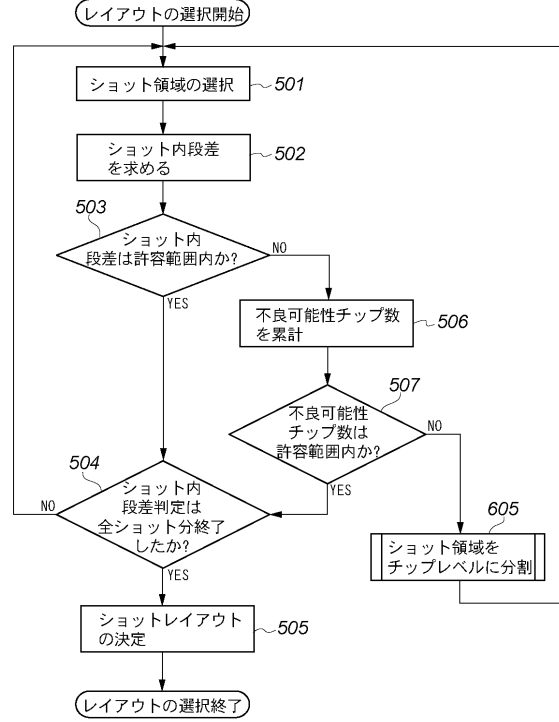 レイアウトの選択開始
ショット領域の選択
501
ショット内段差
を求める
502
503
ショット内
段差は許容範囲内か?
NO
YES
不良可能性チップ数
を累計
506
507
不良可能性
チップ数は
許容範囲内か?
NO
YES
504
ショット内
段差判定は
全ショット分終了
したか?
NO
YES
605
ショット領域を
チップレベルに分割
ショットレイアウト
の決定
505
レイアウトの選択終了